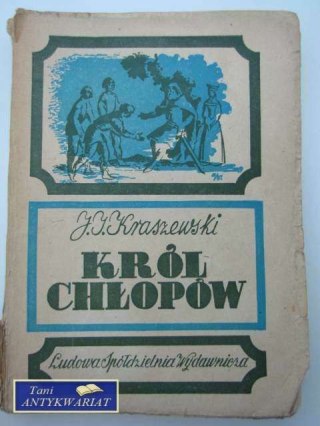 J.I.Kraszewski
KRÓL
CHŁOPÓW
Ludowa Spółdzielnia Wydawnicza
Tani
ANTYKWARIAT